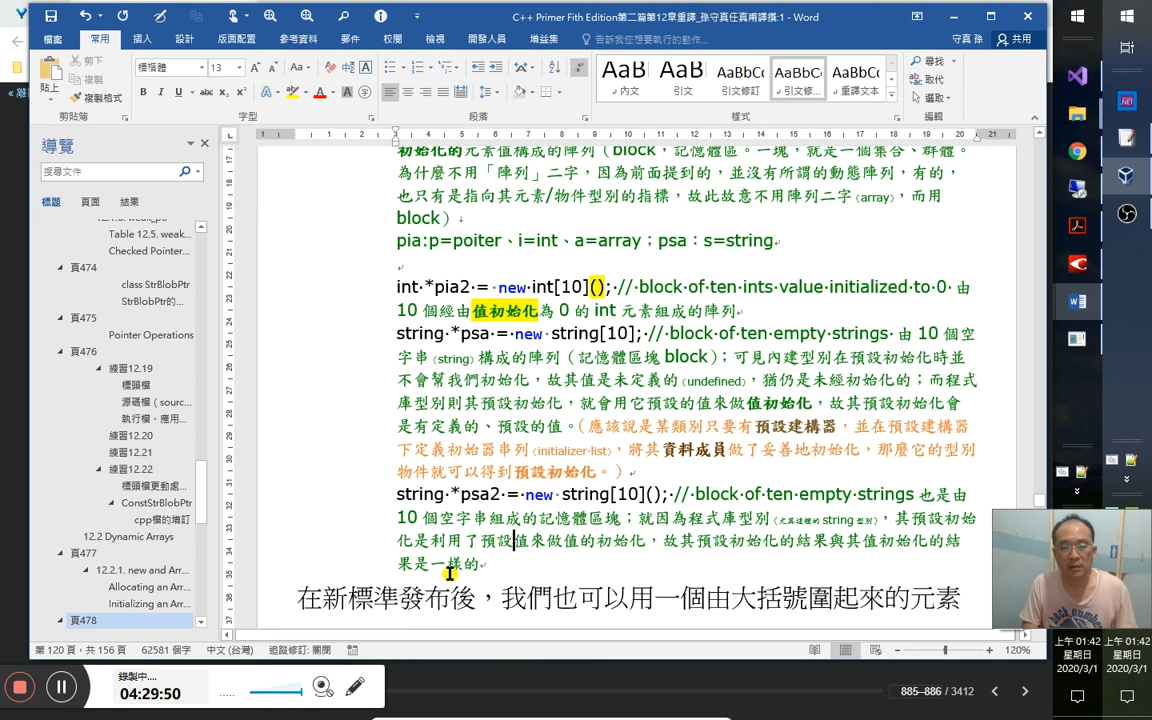 C++ Primer Fifth Edition第二篇第12章重譯_孫守真任真甫譯撰:1 - Word
檔案 常用 插入 設計 版面配置 參考資料 郵件 校閱 檢視 開發人員 增益集 告訴我您想要執行的動作... 守真 孫 共用
貼上 剪下 複製 複製格式 標楷體 13
AaBbC AaBbC AaBbCc AaBbCc AaBbCc
內文 引文 引文修訂 引文修... 重譯文本
尋找 取代 選取
剪貼簿 字型 段落 樣式 編輯
導覽
搜尋文件
標題 頁面 結果
Table 12.5. weak...
Checked Pointer...
頁474
class StrBlobPtr
StrBlobPtr的...
頁475
Pointer Operations
頁476
練習12.19
標頭檔
源碼檔（sourc...
執行檔、應用...
練習12.20
練習12.21
練習12.22
標頭檔更動處...
ConstStrBlobPtr
cpp檔的增訂
12.2 Dynamic Arrays
頁477
12.2.1. new and Arr...
Allocating an Arr...
Initializing an Arr...
頁478
初始化的元素值構成的陣列（block，記憶體區。一塊，就是一個集合、群體。
為什麼不用「陣列」二字，因為前面提到的，並沒有所謂的動態陣列，有的，
也只有是指向其元素/物件型別的指標，故此故意不用陣列二字（array），而用
block）
pia:p=poiter、i=int、a=array；psa：s=string
int *pia2 = new int[10](); // block of ten ints value initialized to 0 由
10 個經由值初始化為 0 的 int 元素組成的陣列
string *psa = new string[10]; // block of ten empty strings 由 10 個空
字串（string）構成的陣列（記憶體區塊 block）；可見內建型別在預設初始化時並
不會幫我們初始化，故其值是未定義的（undefined），猶仍是未經初始化的；而程式
庫型別則其預設初始化，就會用它預設的值來做值初始化，故其預設初始化會
是有定義的、預設的值。（應該說是某類別只要有預設建構器，並在預設建構器
下定義初始器串列（initializer list），將其資料成員做了妥善地初始化，那麼它的型別
物件就可以得到預設初始化。）
string *psa2 = new string[10](); // block of ten empty strings 也是由
10 個空字串組成的記憶體區塊；就因為程式庫型別（尤其這裡的 string 型別），其預設初始
化是利用了預設值來做值的初始化，故其預設初始化的結果與其值初始化的結
果是一樣的
在新標準發布後，我們也可以用一個由大括號圍起來的元素
第 120 頁，共 156 頁 62581 個字 中文 (台灣) 追蹤修訂: 關閉 120%
錄製中...
04:29:50
885–886 / 3412
上午 01:42 上午 01:42
星期日 星期日
2020/3/1 2020/3/1